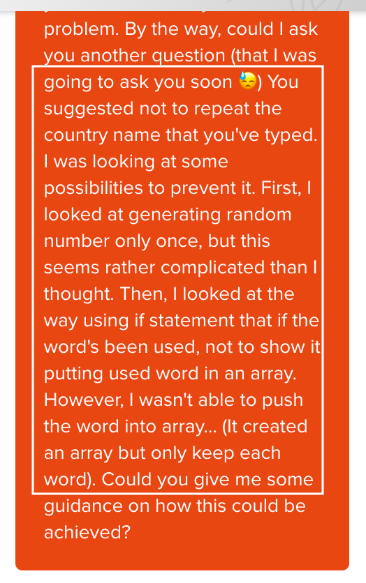 problem. By the way, could I ask
you another question (that I was
going to ask you soon 😓) You
suggested not to repeat the
country name that you've typed.
I was looking at some
possibilities to prevent it. First, I
looked at generating random
number only once, but this
seems rather complicated than I
thought. Then, I looked at the
way using if statement that if the
word's been used, not to show it
putting used word in an array.
However, I wasn't able to push
the word into array... (It created
an array but only keep each
word). Could you give me some
guidance on how this could be
achieved?